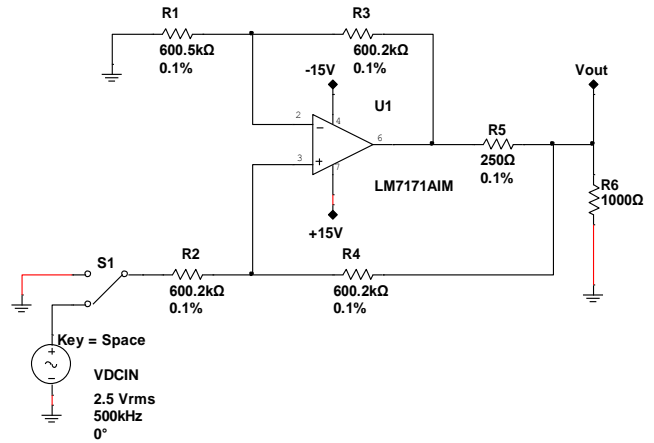 R1
600.5kΩ
0.1%
R3
600.2kΩ
0.1%
-15V
U1
Vout
2
4
6
3
7
R5
250Ω
0.1%
LM7171AIM
R6
1000Ω
+15V
S1
R2
600.2kΩ
0.1%
R4
600.2kΩ
0.1%
Key = Space
VDCIN
2.5 Vrms
500kHz
0°